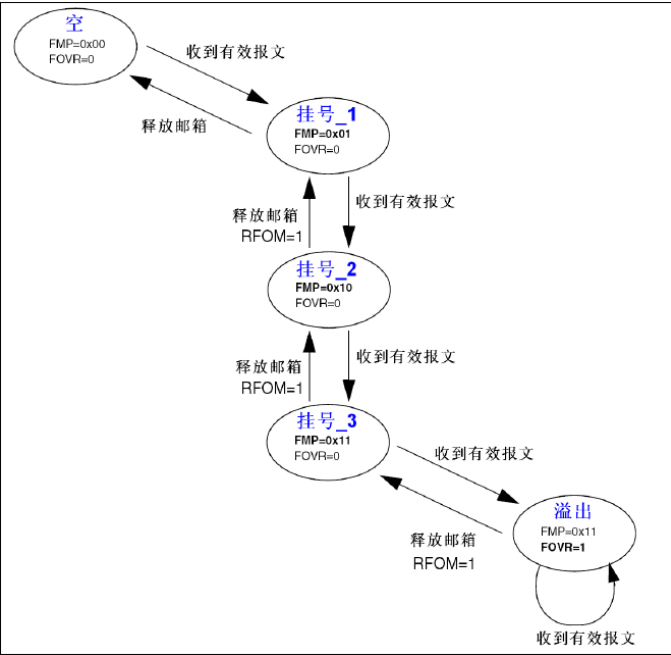 空
FMP=0x00
FOVR=0
收到有效报文
释放邮箱
挂号_1
FMP=0x01
FOVR=0
收到有效报文
释放邮箱
RFOM=1
挂号_2
FMP=0x10
FOVR=0
收到有效报文
释放邮箱
RFOM=1
挂号_3
FMP=0x11
FOVR=0
收到有效报文
释放邮箱
RFOM=1
溢出
FMP=0x11
FOVR=1
收到有效报文